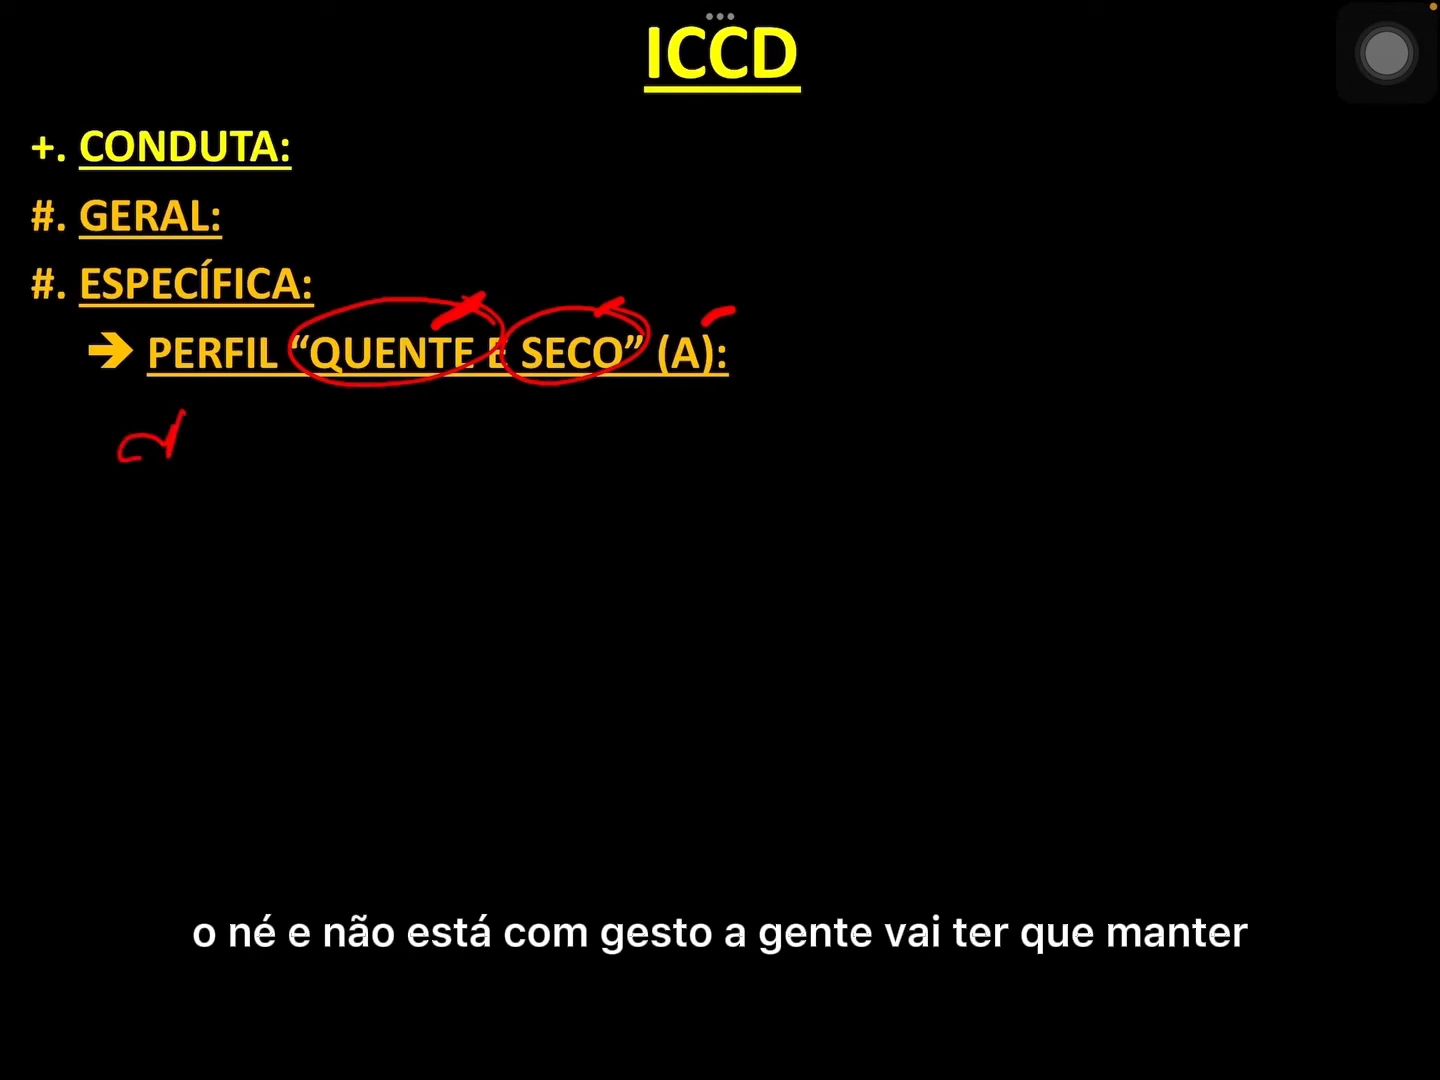 ICCD
+. CONDUTA:
#. GERAL:
#. ESPECÍFICA:
➔ PERFIL “QUENTE E SECO” (A):
o né e não está com gesto a gente vai ter que manter